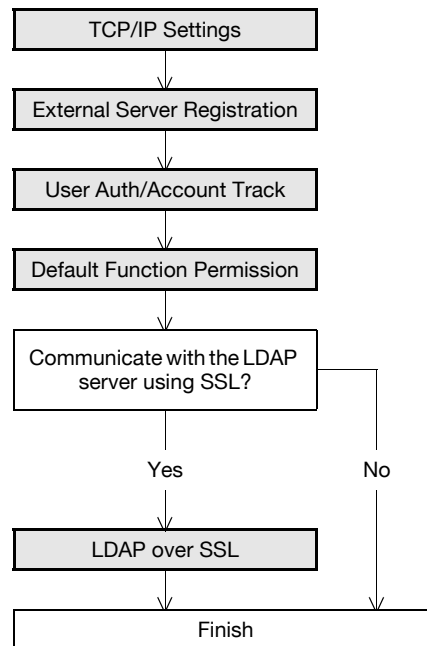 TCP/IP Settings
External Server Registration
User Auth/Account Track
Default Function Permission
Communicate with the LDAP
server using SSL?
Yes
No
LDAP over SSL
Finish